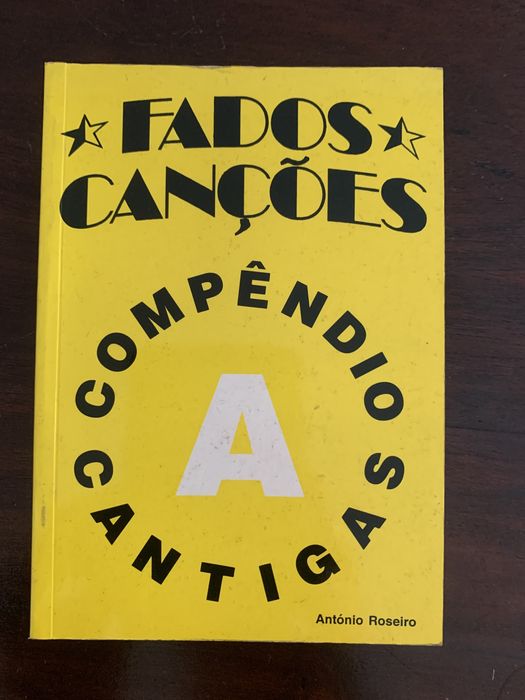 FADOS
CANÇÕES
COMPÊNDIO
A
CANTIGAS
António Roseiro